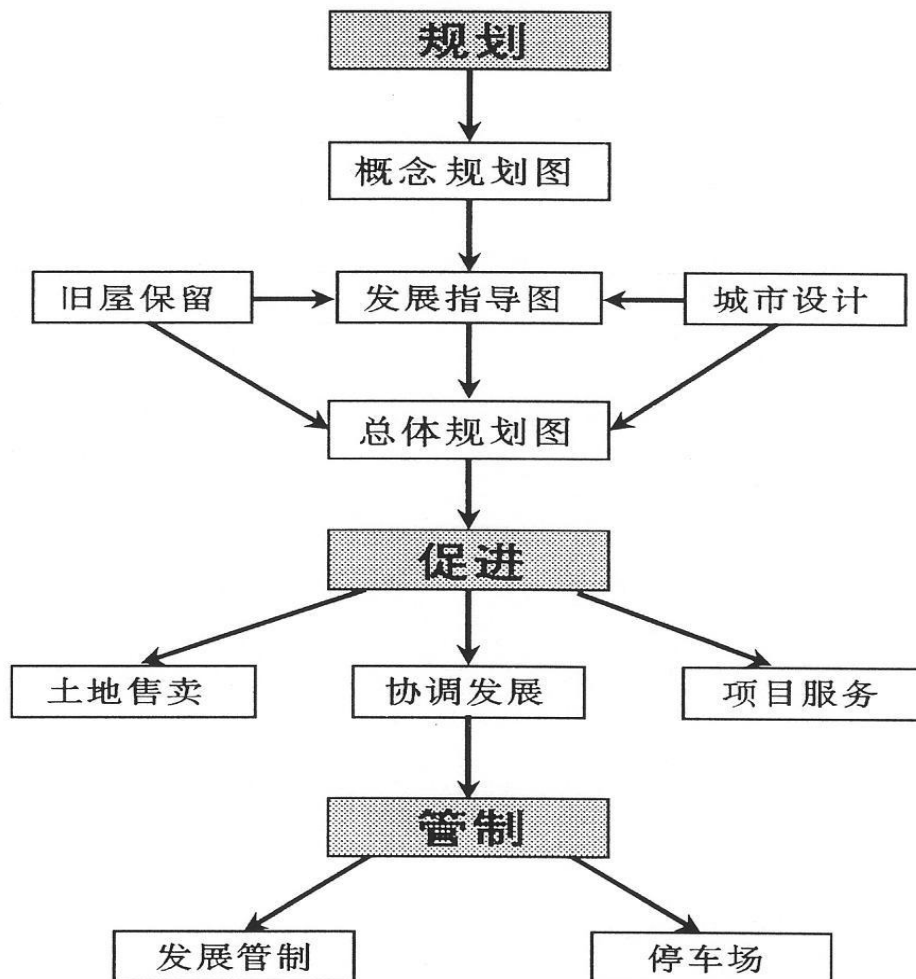 规划
概念规划图
旧屋保留
发展指导图
城市设计
总体规划图
促进
土地售卖
协调发展
项目服务
管制
发展管制
停车场